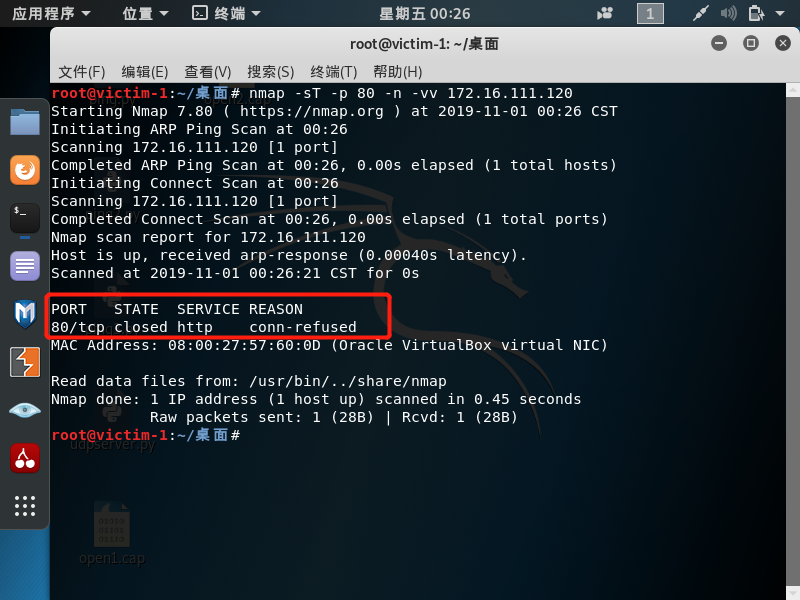 应用程序 位置 终端 星期五 00:26 1
root@victim-1: ~/桌面
文件(F) 编辑(E) 查看(V) 搜索(S) 终端(T) 帮助(H)
root@victim-1:~/桌面# nmap -sT -p 80 -n -vv 172.16.111.120
Starting Nmap 7.80 ( https://nmap.org ) at 2019-11-01 00:26 CST
Initiating ARP Ping Scan at 00:26
Scanning 172.16.111.120 [1 port]
Completed ARP Ping Scan at 00:26, 0.00s elapsed (1 total hosts)
Initiating Connect Scan at 00:26
Scanning 172.16.111.120 [1 port]
Completed Connect Scan at 00:26, 0.00s elapsed (1 total ports)
Nmap scan report for 172.16.111.120
Host is up, received arp-response (0.00040s latency).
Scanned at 2019-11-01 00:26:21 CST for 0s
PORT STATE SERVICE REASON
80/tcp closed http conn-refused
MAC Address: 08:00:27:57:60:0D (Oracle VirtualBox virtual NIC)
Read data files from: /usr/bin/../share/nmap
Nmap done: 1 IP address (1 host up) scanned in 0.45 seconds
Raw packets sent: 1 (28B) | Rcvd: 1 (28B)
root@victim-1:~/桌面#
udpserver.py
open1.cap